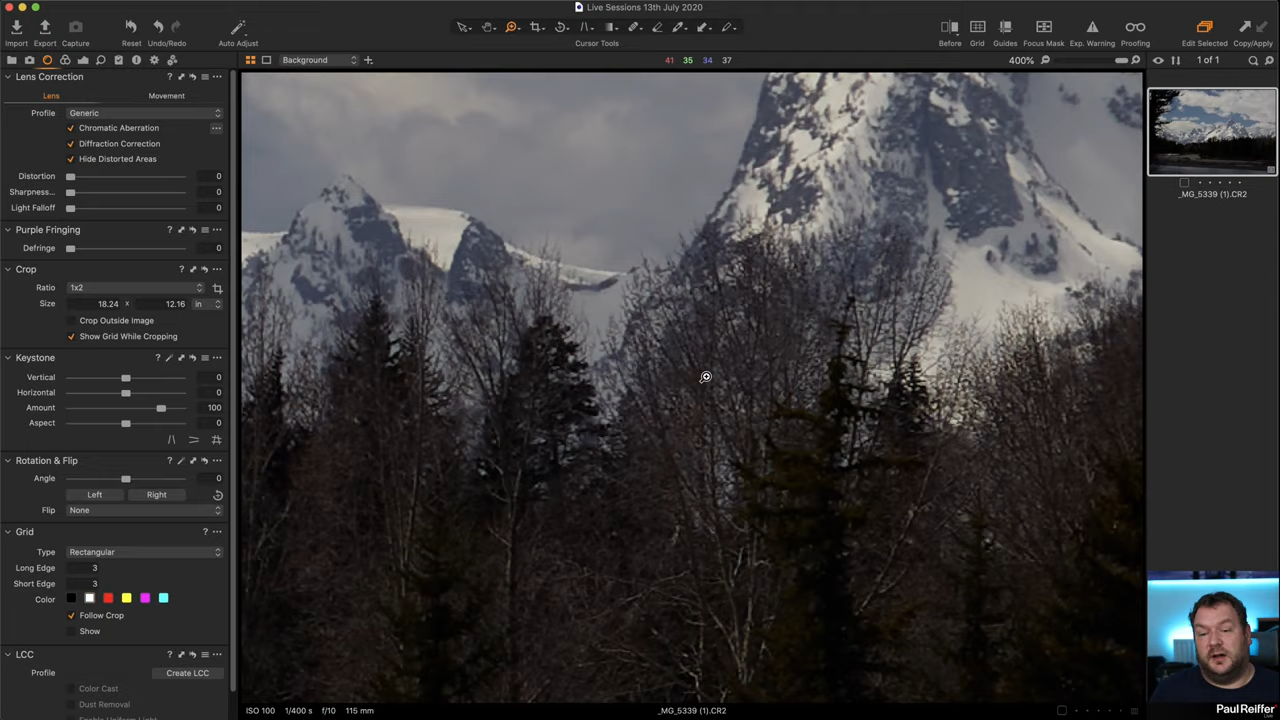 Live Sessions 13th July 2020
Import Export Capture Reset Undo/Redo Auto Adjust Cursor Tools Before Grid Guides Focus Mask Exp. Warning Proofing Edit Selected Copy/Apply
Background 41 35 34 37 400% 1 of 1
Lens Correction
Lens Movement
Profile Generic
Chromatic Aberration
Diffraction Correction
Hide Distorted Areas
Distortion 0
Sharpness... 0
Light Falloff 0
Purple Fringing
Defringe 0
Crop
Ratio 1x2
Size 18.24 x 12.16 in
Crop Outside Image
Show Grid While Cropping
Keystone
Vertical 0
Horizontal 0
Amount 100
Aspect 0
Rotation & Flip
Angle 0
Left Right
Flip None
Grid
Type Rectangular
Long Edge 3
Short Edge 3
Color
Follow Crop
Show
LCC
Profile Create LCC
Color Cast
Dust Removal
Enable Uniform Light
ISO 100 1/400 s f/10 115 mm _MG_5339 (1).CR2
_MG_5339 (1).CR2
Paul Reiffer
Live